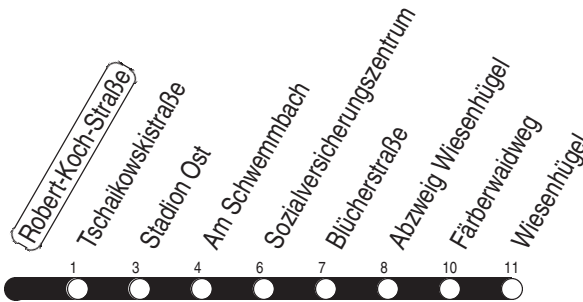 Robert-Koch-Straße
Tschaikowskistraße
Stadion Ost
Am Schwemmbach
Sozialversicherungszentrum
Blücherstraße
Abzweig Wiesenhügel
Färberwaidweg
Wiesenhügel
1 3 4 6 7 8 10 11